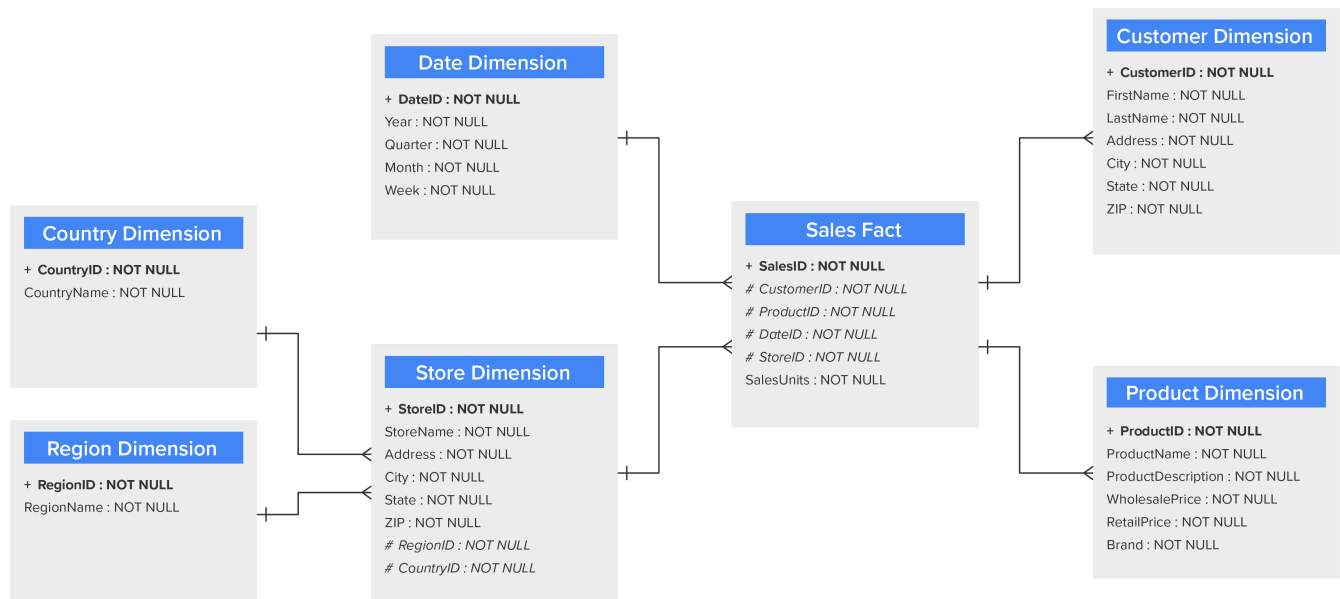 Date Dimension
+ DateID : NOT NULL
Year : NOT NULL
Quarter : NOT NULL
Month : NOT NULL
Week : NOT NULL
Customer Dimension
+ CustomerID : NOT NULL
FirstName : NOT NULL
LastName : NOT NULL
Address : NOT NULL
City : NOT NULL
State : NOT NULL
ZIP : NOT NULL
Country Dimension
+ CountryID : NOT NULL
CountryName : NOT NULL
Sales Fact
+ SalesID : NOT NULL
# CustomerID : NOT NULL
# ProductID : NOT NULL
# DateID : NOT NULL
# StoreID : NOT NULL
SalesUnits : NOT NULL
Store Dimension
+ StoreID : NOT NULL
StoreName : NOT NULL
Address : NOT NULL
City : NOT NULL
State : NOT NULL
ZIP : NOT NULL
# RegionID : NOT NULL
# CountryID : NOT NULL
Region Dimension
+ RegionID : NOT NULL
RegionName : NOT NULL
Product Dimension
+ ProductID : NOT NULL
ProductName : NOT NULL
ProductDescription : NOT NULL
WholesalePrice : NOT NULL
RetailPrice : NOT NULL
Brand : NOT NULL